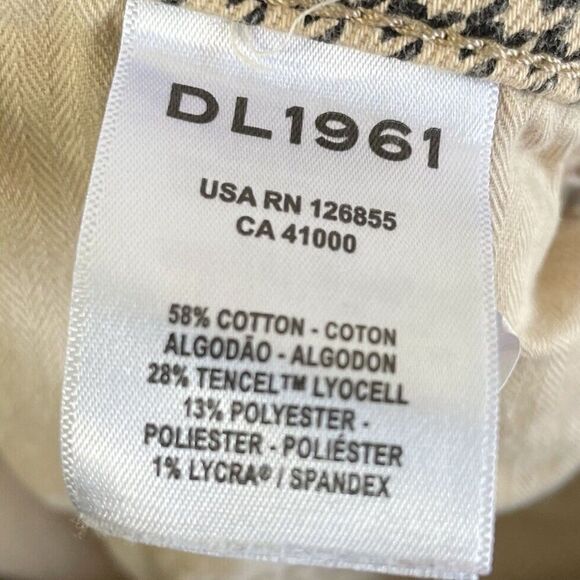 DL1961
USA RN 126855
CA 41000
58% COTTON - COTON
ALGODÃO - ALGODON
28% TENCEL™ LYOCELL
13% POLYESTER -
POLIESTER - POLIÉSTER
1% LYCRA® / SPANDEX